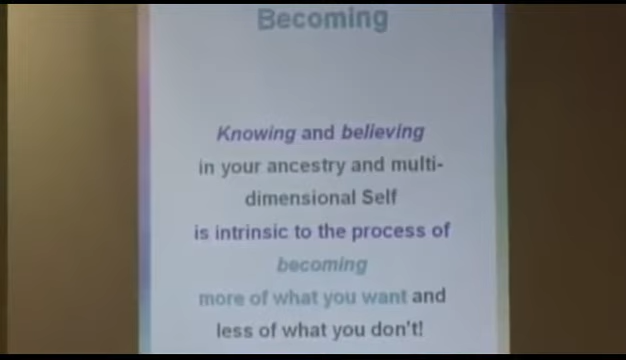 Becoming
Knowing and believing
in your ancestry and multi-
dimensional Self
is intrinsic to the process of
becoming
more of what you want and
less of what you don't!